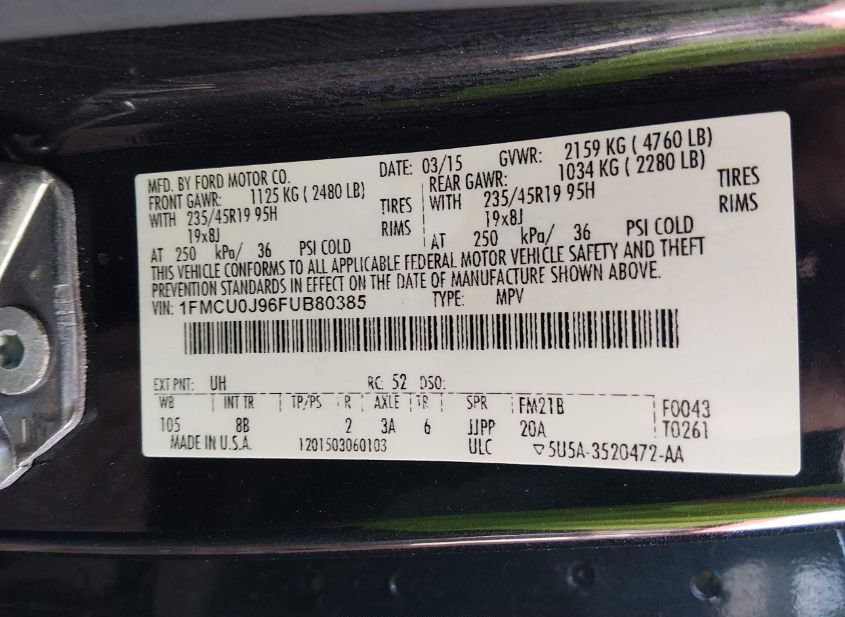 MFD. BY FORD MOTOR CO. DATE: 03/15 GVWR: 2159 KG ( 4760 LB)
FRONT GAWR: 1125 KG ( 2480 LB) REAR GAWR: 1034 KG ( 2280 LB)
WITH 235/45R19 95H TIRES WITH 235/45R19 95H TIRES
19x8J RIMS 19x8J RIMS
AT 250 kPa/ 36 PSI COLD AT 250 kPa/ 36 PSI COLD
THIS VEHICLE CONFORMS TO ALL APPLICABLE FEDERAL MOTOR VEHICLE SAFETY AND THEFT
PREVENTION STANDARDS IN EFFECT ON THE DATE OF MANUFACTURE SHOWN ABOVE.
VIN: 1FMCU0J96FUB80385 TYPE: MPV
EXT PNT: UH RC: 52 DSO:
WB INT TR TP/PS R AXLE TR SPR FM21B F0043
105 8B 2 3A 6 JJPP 20A T0261
MADE IN U.S.A. 1201503060103 ULC ▽5U5A-3520472-AA